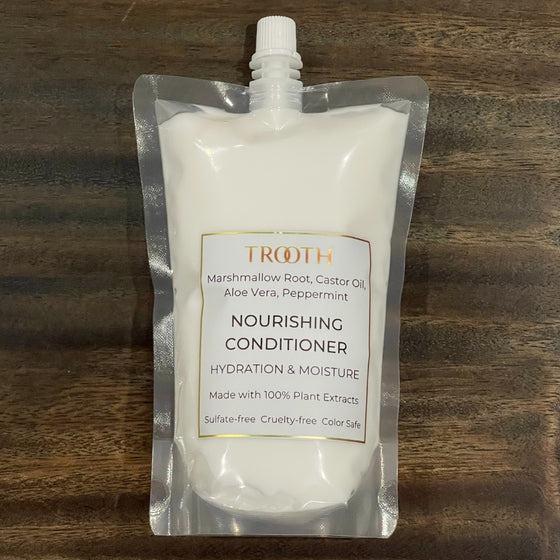 TROOTH
Marshmallow Root, Castor Oil,
Aloe Vera, Peppermint
NOURISHING
CONDITIONER
HYDRATION & MOISTURE
Made with 100% Plant Extracts
Sulfate-free Cruelty-free Color Safe